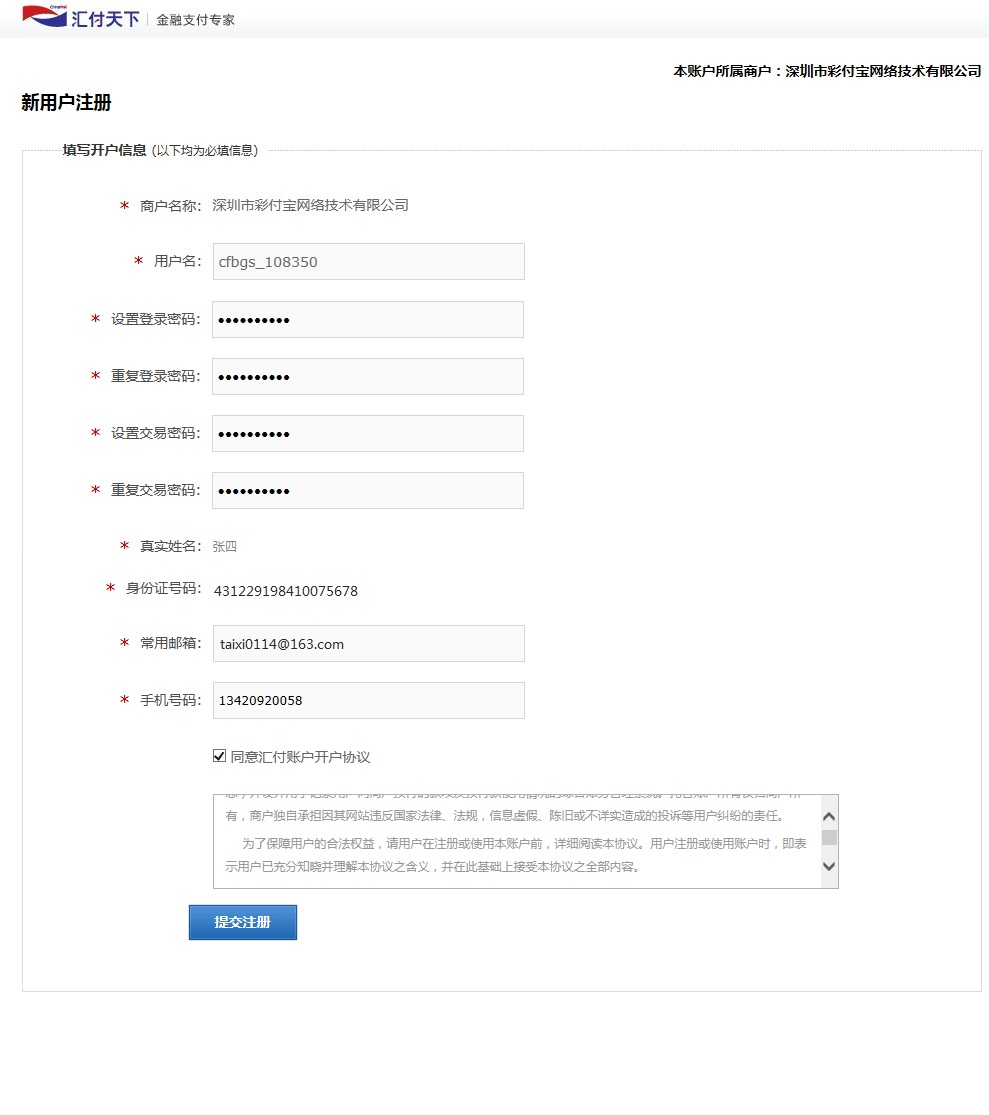 ChinaPnR
汇付天下 金融支付专家
本账户所属商户：深圳市彩付宝网络技术有限公司
新用户注册
填写开户信息 (以下均为必填信息)
* 商户名称: 深圳市彩付宝网络技术有限公司
* 用户名: cfbgs_108350
* 设置登录密码: ••••••••••
* 重复登录密码: ••••••••••
* 设置交易密码: ••••••••••
* 重复交易密码: ••••••••••
* 真实姓名: 张四
* 身份证号码: 431229198410075678
* 常用邮箱: taixi0114@163.com
* 手机号码: 13420920058
同意汇付账户开户协议
有，商户独自承担因其网站违反国家法律、法规，信息虚假、陈旧或不详实造成的投诉等用户纠纷的责任。
为了保障用户的合法权益，请用户在注册或使用本账户前，详细阅读本协议。用户注册或使用账户时，即表
示用户已充分知晓并理解本协议之含义，并在此基础上接受本协议之全部内容。
提交注册